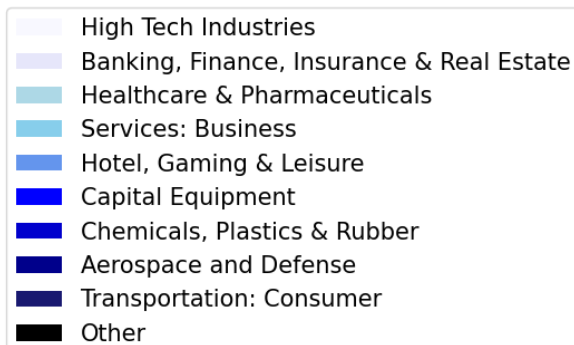 High Tech Industries
Banking, Finance, Insurance & Real Estate
Healthcare & Pharmaceuticals
Services: Business
Hotel, Gaming & Leisure
Capital Equipment
Chemicals, Plastics & Rubber
Aerospace and Defense
Transportation: Consumer
Other